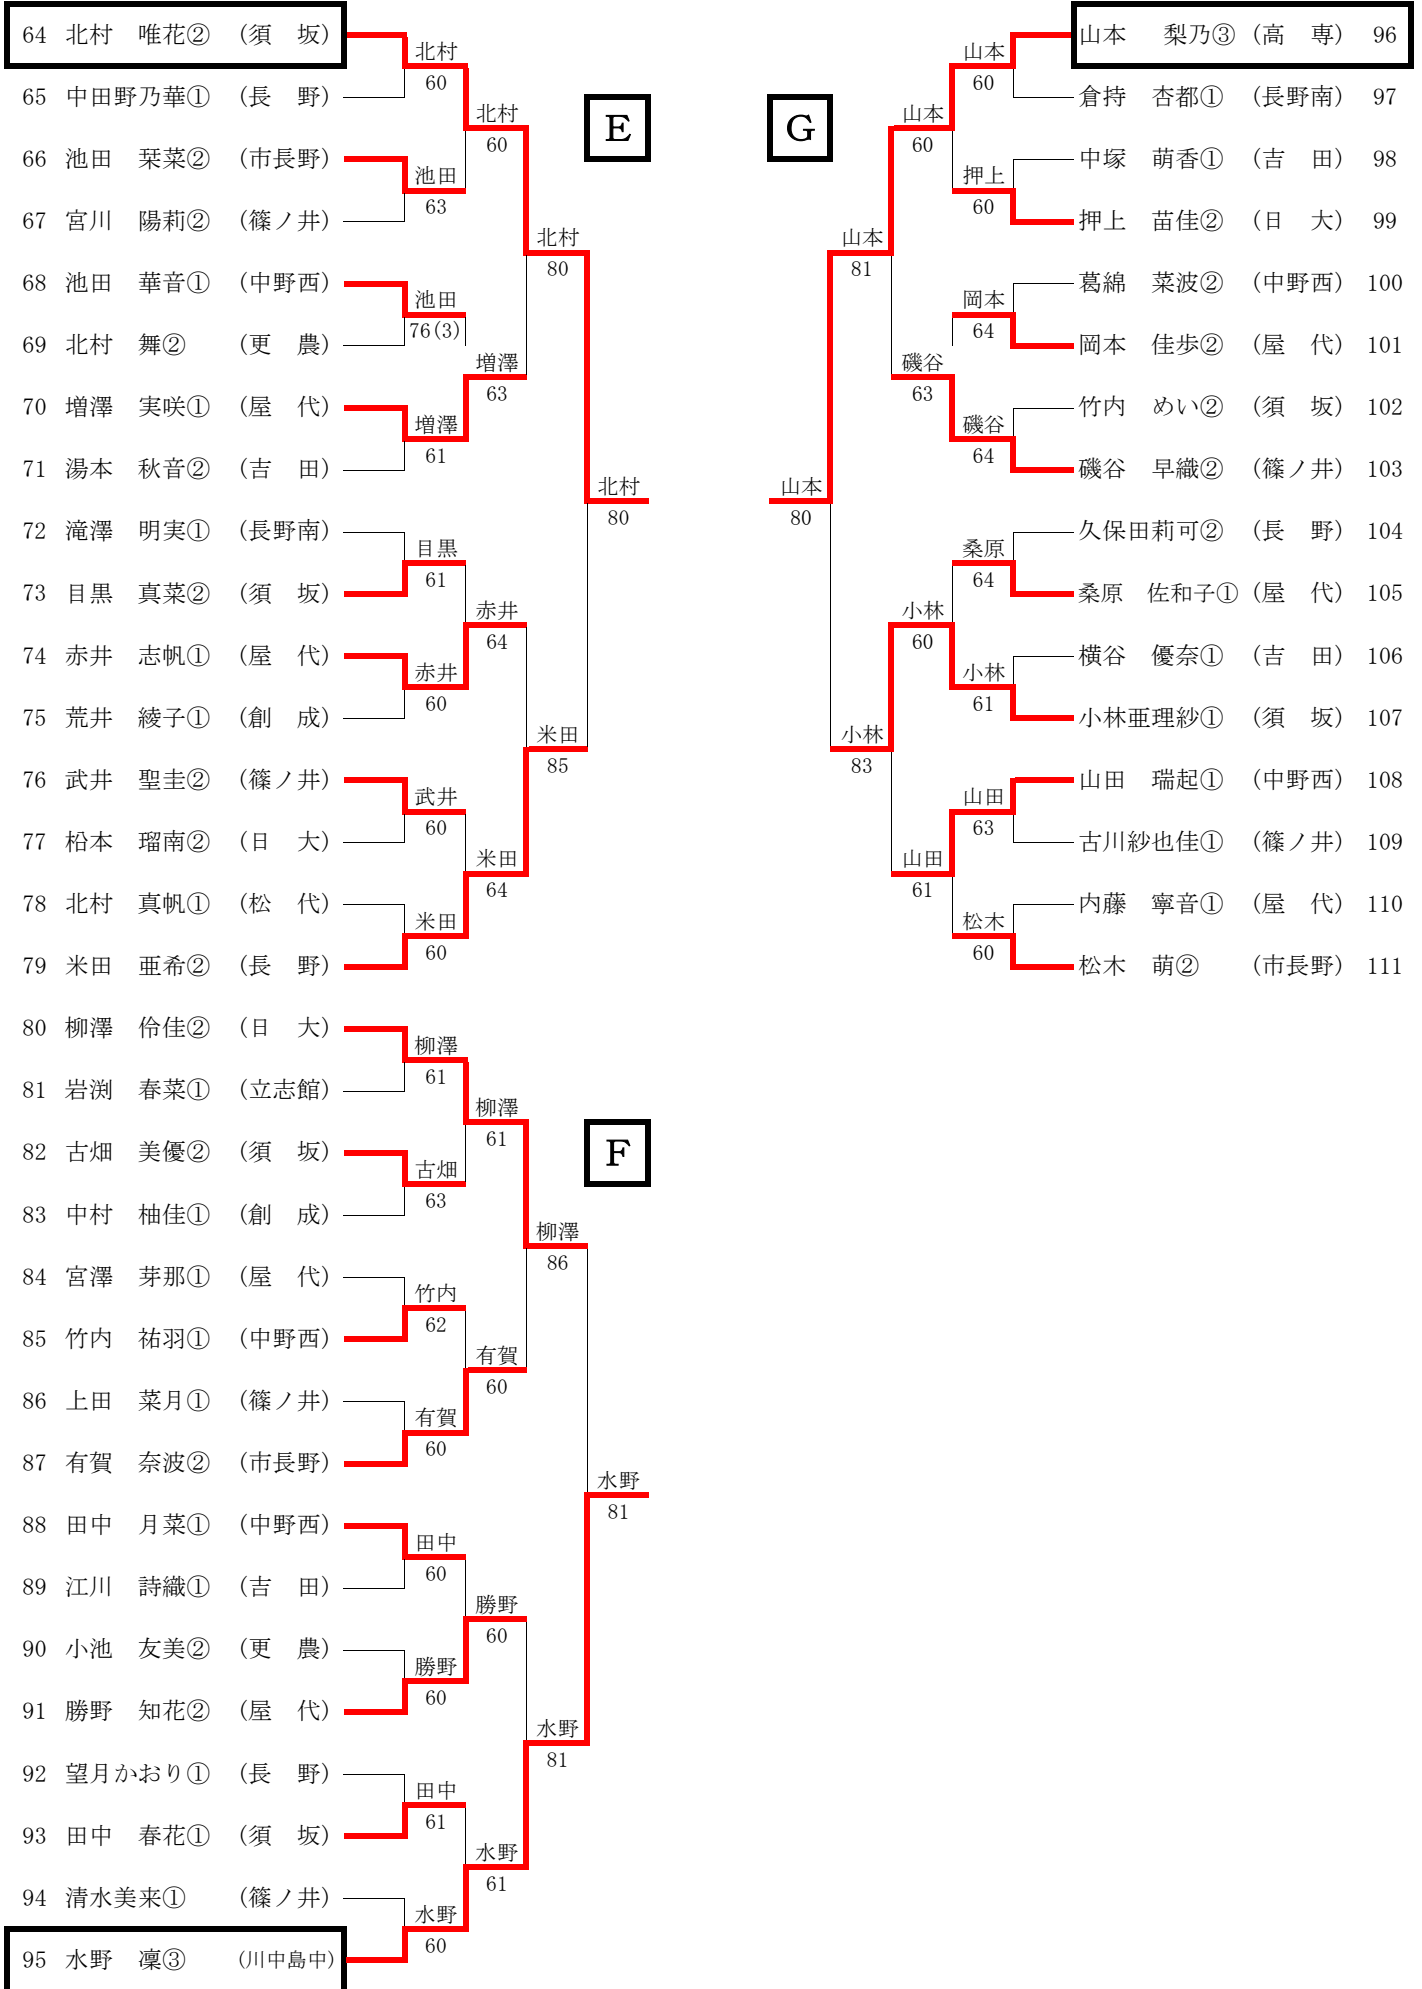 64 北村　唯花② (須　坂)
65 中田野乃華① (長　野)
66 池田　栞菜② (市長野)
67 宮川　陽莉② (篠ノ井)
68 池田　華音① (中野西)
69 北村　舞② (更　農)
70 増澤　実咲① (屋　代)
71 湯本　秋音② (吉　田)
72 滝澤　明実① (長野南)
73 目黒　真菜② (須　坂)
74 赤井　志帆① (屋　代)
75 荒井　綾子① (創　成)
76 武井　聖圭② (篠ノ井)
77 枌本　瑠南② (日　大)
78 北村　真帆① (松　代)
79 米田　亜希② (長　野)
北村
60
池田
63
池田
76(3)
増澤
61
目黒
61
赤井
60
武井
60
米田
60
北村
60
増澤
63
赤井
64
米田
64
北村
80
米田
85
北村
80
E
80 柳澤　伶佳② (日　大)
81 岩渕　春菜① (立志館)
82 古畑　美優② (須　坂)
83 中村　柚佳① (創　成)
84 宮澤　芽那① (屋　代)
85 竹内　祐羽① (中野西)
86 上田　菜月① (篠ノ井)
87 有賀　奈波② (市長野)
88 田中　月菜① (中野西)
89 江川　詩織① (吉　田)
90 小池　友美② (更　農)
91 勝野　知花② (屋　代)
92 望月かおり① (長　野)
93 田中　春花① (須　坂)
94 清水美来① (篠ノ井)
95 水野　凜③ (川中島中)
柳澤
61
古畑
63
竹内
62
有賀
60
田中
60
勝野
60
田中
61
水野
60
柳澤
61
有賀
60
勝野
60
水野
61
柳澤
86
水野
81
水野
81
F
G
山本
80
山本
81
小林
83
山本
60
磯谷
63
小林
60
山田
61
山本
60
押上
60
岡本
64
磯谷
64
桑原
64
小林
61
山田
63
松木
60
山本　梨乃③ (高　専) 96
倉持　杏都① (長野南) 97
中塚　萌香① (吉　田) 98
押上　苗佳② (日　大) 99
葛綿　菜波② (中野西) 100
岡本　佳歩② (屋　代) 101
竹内　めい② (須　坂) 102
磯谷　早織② (篠ノ井) 103
久保田莉可② (長　野) 104
桑原　佐和子① (屋　代) 105
横谷　優奈① (吉　田) 106
小林亜理紗① (須　坂) 107
山田　瑞起① (中野西) 108
古川紗也佳① (篠ノ井) 109
内藤　寧音① (屋　代) 110
松木　萌② (市長野) 111